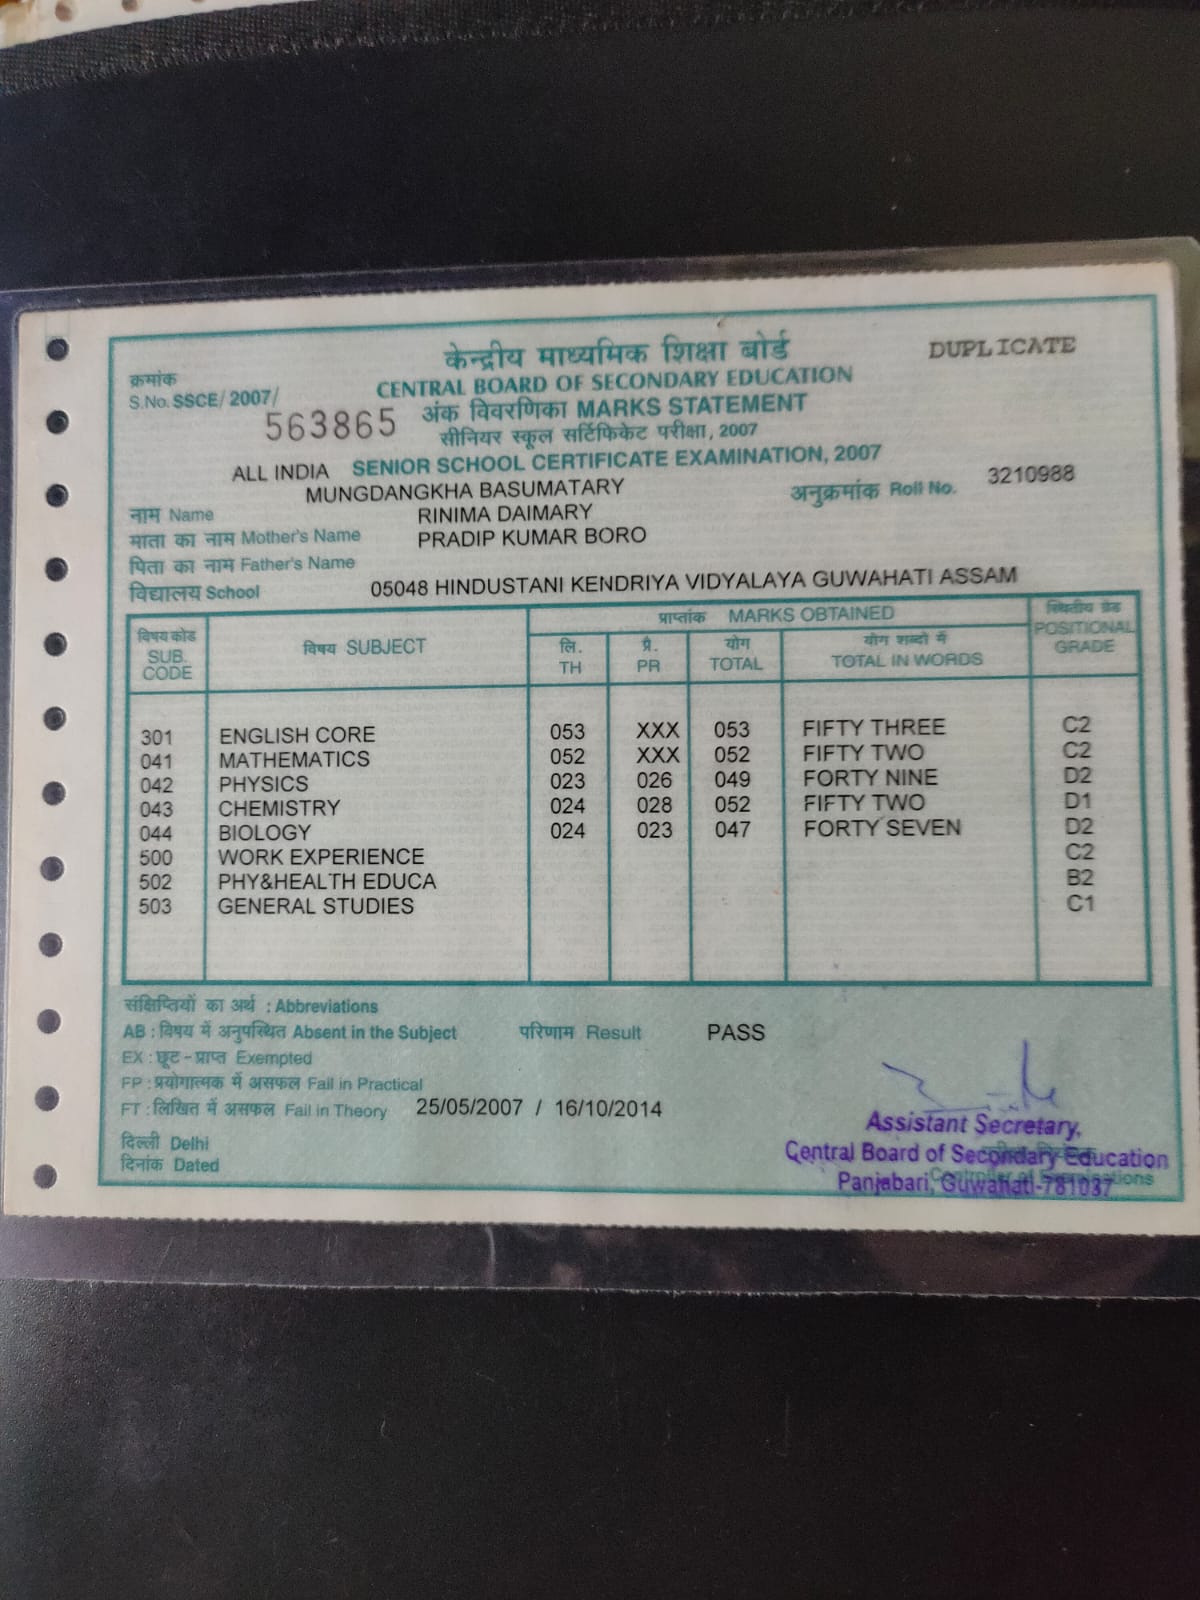 केन्द्रीय माध्यमिक शिक्षा बोर्ड
DUPLICATE
क्रमांक
CENTRAL BOARD OF SECONDARY EDUCATION
S.No. SSCE/ 2007/
563865
अंक विवरणिका MARKS STATEMENT
सीनियर स्कूल सर्टिफिकेट परीक्षा, 2007
ALL INDIA SENIOR SCHOOL CERTIFICATE EXAMINATION, 2007
अनुक्रमांक Roll No. 3210988
नाम Name MUNGDANGKHA BASUMATARY
माता का नाम Mother's Name RINIMA DAIMARY
पिता का नाम Father's Name PRADIP KUMAR BORO
विद्यालय School 05048 HINDUSTANI KENDRIYA VIDYALAYA GUWAHATI ASSAM
प्राप्तांक MARKS OBTAINED
विषय कोड विषय SUBJECT लि. प्रै. योग योग शब्दो में स्थितीय ग्रेड
SUB. TH PR TOTAL TOTAL IN WORDS POSITIONAL
CODE GRADE
301 ENGLISH CORE 053 XXX 053 FIFTY THREE C2
041 MATHEMATICS 052 XXX 052 FIFTY TWO C2
042 PHYSICS 023 026 049 FORTY NINE D2
043 CHEMISTRY 024 028 052 FIFTY TWO D1
044 BIOLOGY 024 023 047 FORTY SEVEN D2
500 WORK EXPERIENCE C2
502 PHY&HEALTH EDUCA B2
503 GENERAL STUDIES C1
संक्षिप्तियों का अर्थ : Abbreviations
AB : विषय में अनुपस्थित Absent in the Subject परिणाम Result PASS
EX : छूट - प्राप्त Exempted
FP : प्रयोगात्मक में असफल Fail in Practical
FT : लिखित में असफल Fail in Theory 25/05/2007 / 16/10/2014
दिल्ली Delhi
दिनांक Dated
Assistant Secretary,
Central Board of Secondary Education
Panjabari, Guwahati-781037
Controller of Examinations